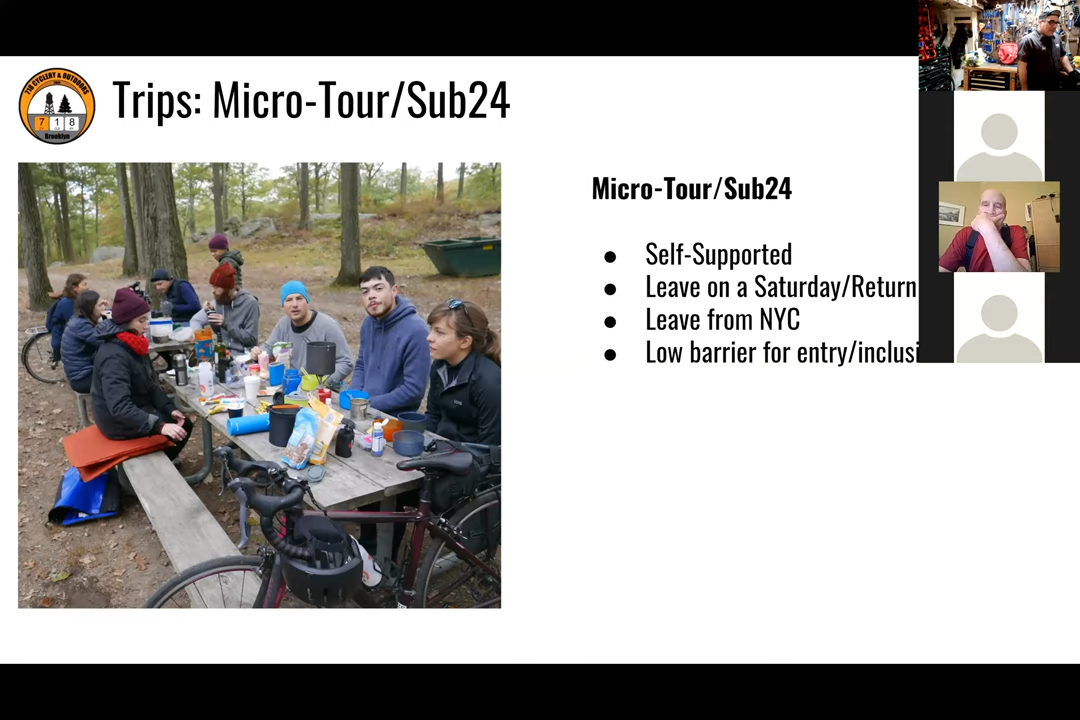 718 CYCLERY & OUTDOORS
7 1 8
Brooklyn
Trips: Micro-Tour/Sub24
Micro-Tour/Sub24
● Self-Supported
● Leave on a Saturday/Return
● Leave from NYC
● Low barrier for entry/inclusi